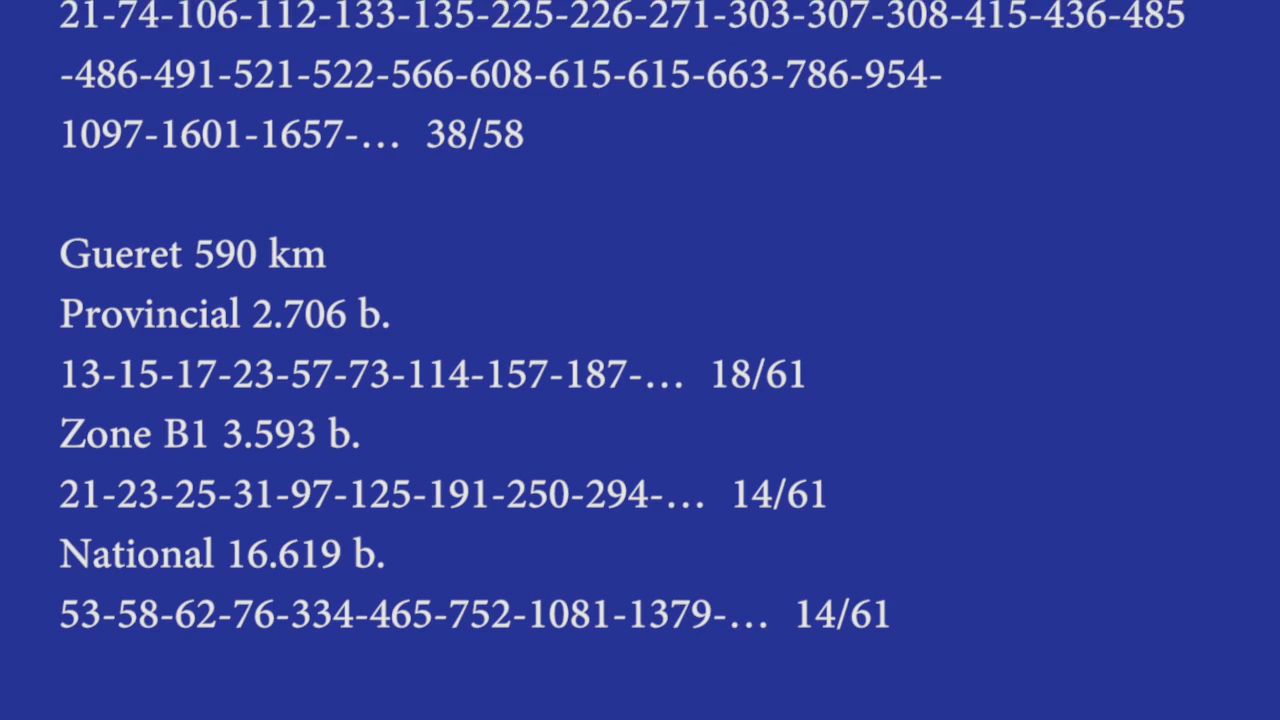 21-74-106-112-133-135-225-226-271-303-307-308-415-436-485
-486-491-521-522-566-608-615-615-663-786-954-
1097-1601-1657-… 38/58
Gueret 590 km
Provincial 2.706 b.
13-15-17-23-57-73-114-157-187-… 18/61
Zone B1 3.593 b.
21-23-25-31-97-125-191-250-294-… 14/61
National 16.619 b.
53-58-62-76-334-465-752-1081-1379-… 14/61